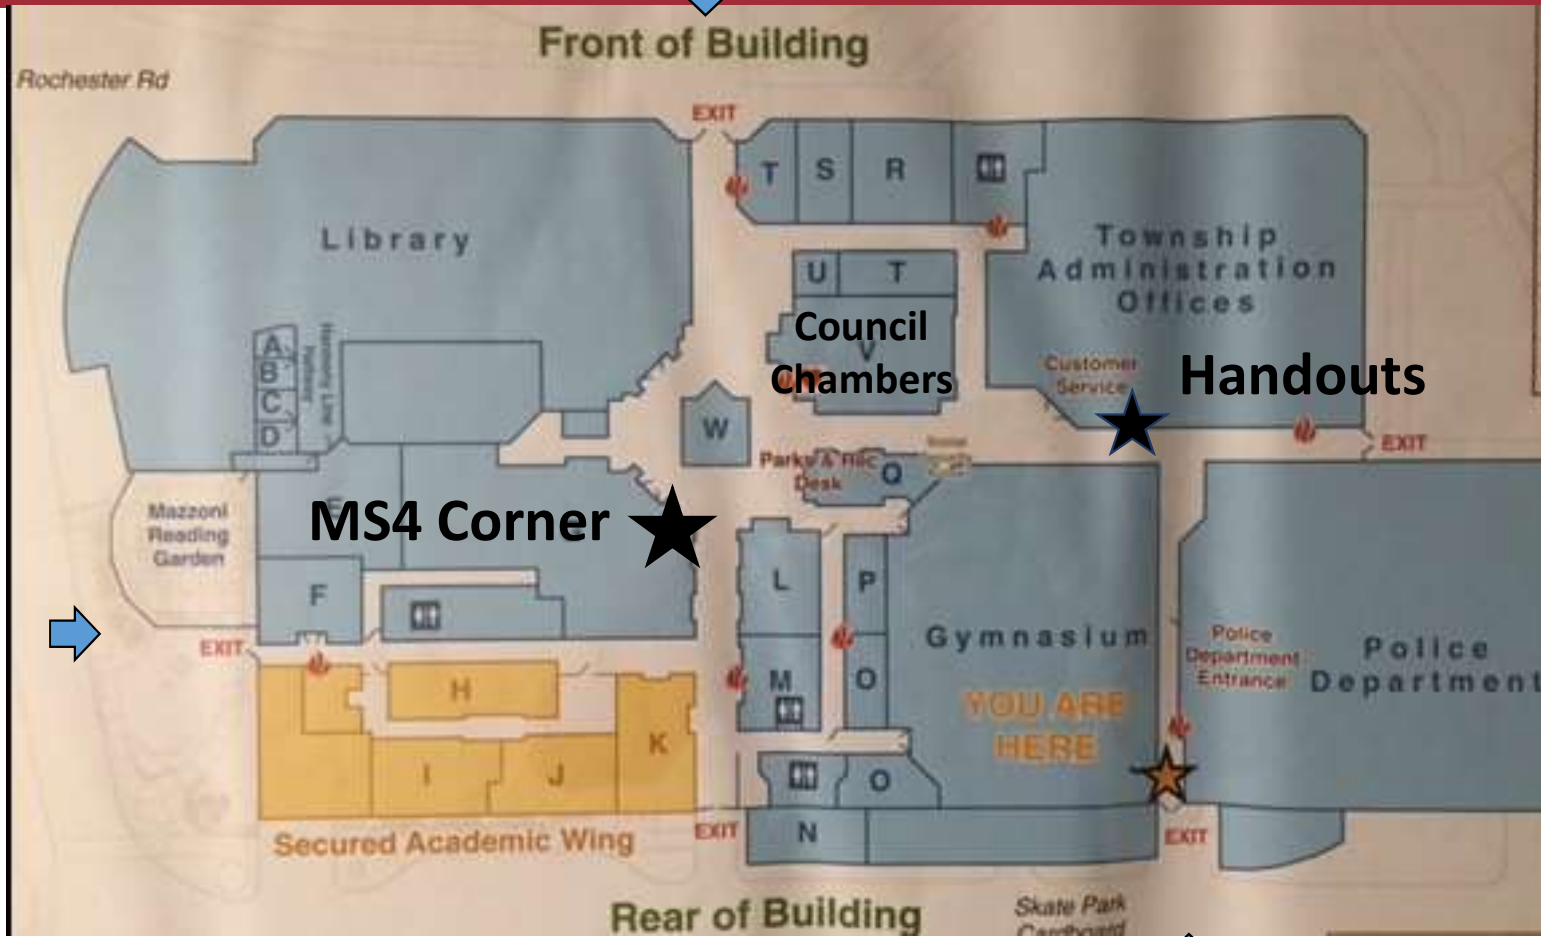 Front of Building
Rochester Rd
EXIT
T
S
R
Library
Township
Administration
Offices
U
T
Council
Chambers
V
Customer
Service
Handouts
A
B
C
D
W
EXIT
Parks & Rec
Desk
Q
MS4 Corner
E
Mazzoni
Reading
Garden
F
L
P
Gymnasium
Police
Department
Entrance
Police
Department
EXIT
H
M
O
YOU ARE
HERE
K
I
J
O
Secured Academic Wing
EXIT
N
EXIT
Rear of Building
Skate Park
Cardboard